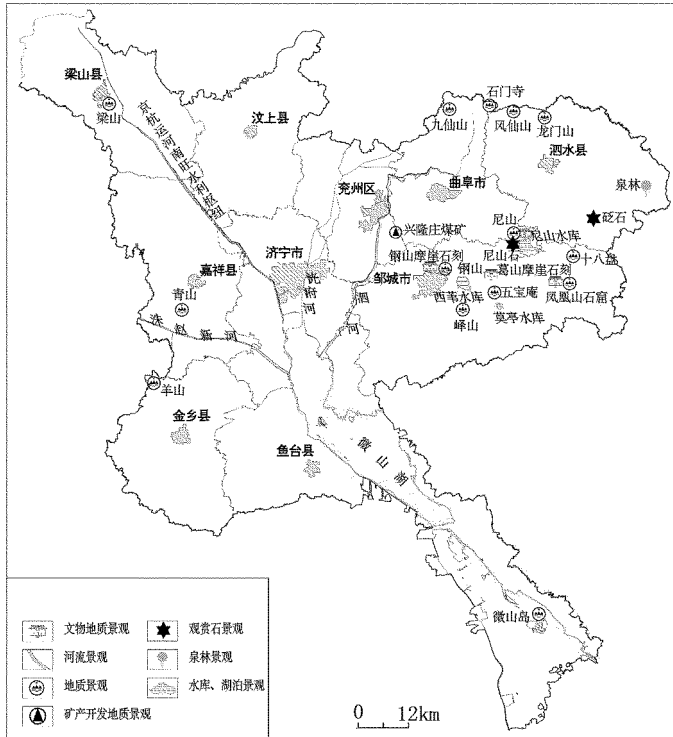 梁山县
梁山
京杭运河南旺水利枢纽
汶上县
石门寺
九仙山
凤仙山
龙门山
泗水县
泉林
兖州区
曲阜市
砭石
尼山
兴隆庄煤矿
尼山水库
济宁市
尼山石
十八盘
钢山摩崖石刻
嘉祥县
洸府河
邹城市
钢山
葛山摩崖石刻
青山
泗河
西苇水库
五宝庵
凤凰山石窟
洙赵新河
莫亭水库
峄山
羊山
金乡县
鱼台县
微山湖
微山岛
文物地质景观
观赏石景观
河流景观
泉林景观
地质景观
水库、湖泊景观
矿产开发地质景观
0 12km